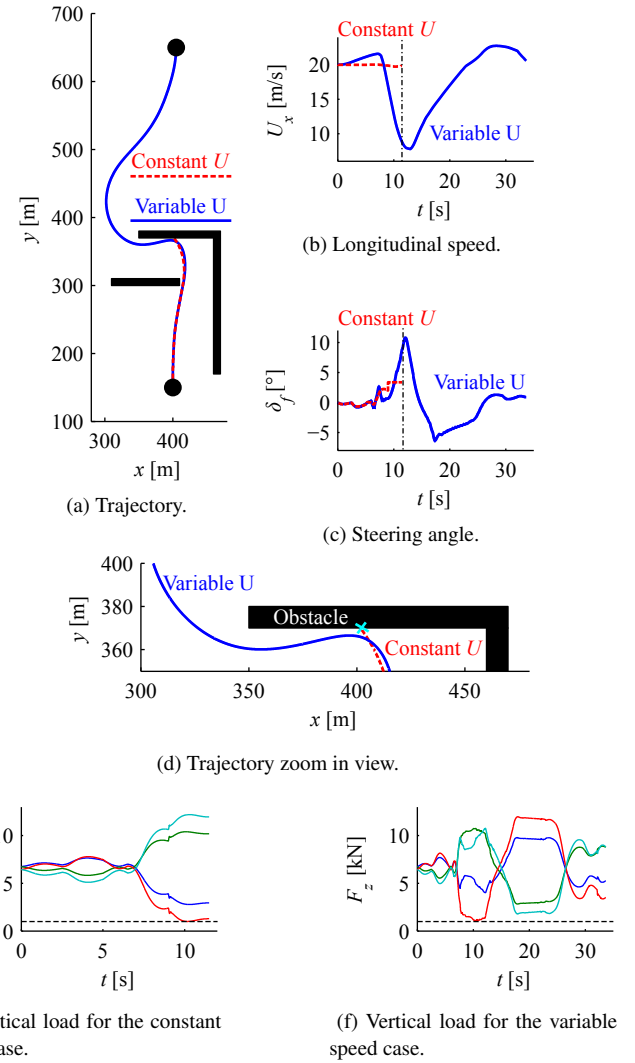 700
600
500
400
300
200
100
y [m]
Constant U
Variable U
300
400
x [m]
(a) Trajectory.
Constant U
20
10
U_x [m/s]
Variable U
0
10
20
30
t [s]
(b) Longitudinal speed.
Constant U
10
5
0
−5
δ_f [°]
Variable U
0
10
20
30
t [s]
(c) Steering angle.
400
380
360
y [m]
Variable U
Obstacle
Constant U
300
350
400
450
x [m]
(d) Trajectory zoom in view.
0
5
0
0
5
10
t [s]
tical load for the constant
ase.
10
5
0
F_z [kN]
0
10
20
30
t [s]
(f) Vertical load for the variable
speed case.